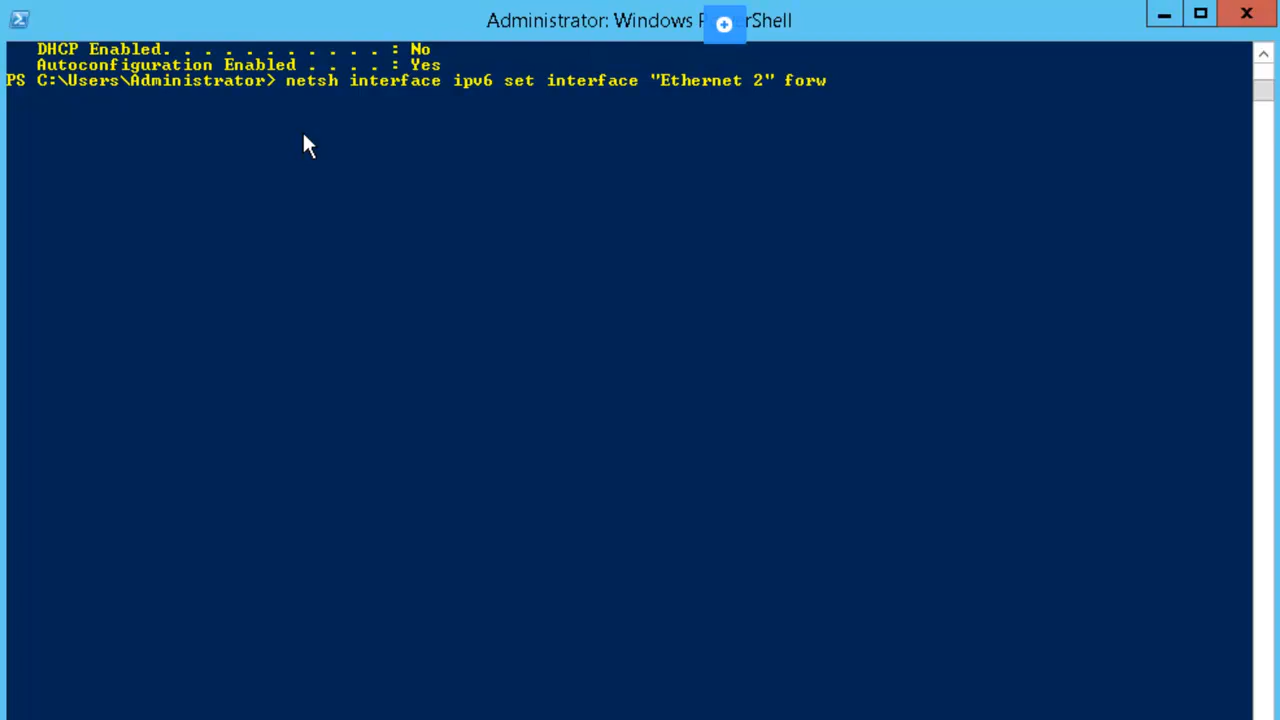 Administrator: Windows PowerShell
DHCP Enabled. . . . . . . . . . . : No
Autoconfiguration Enabled . . . . : Yes
PS C:\Users\Administrator> netsh interface ipv6 set interface "Ethernet 2" forw